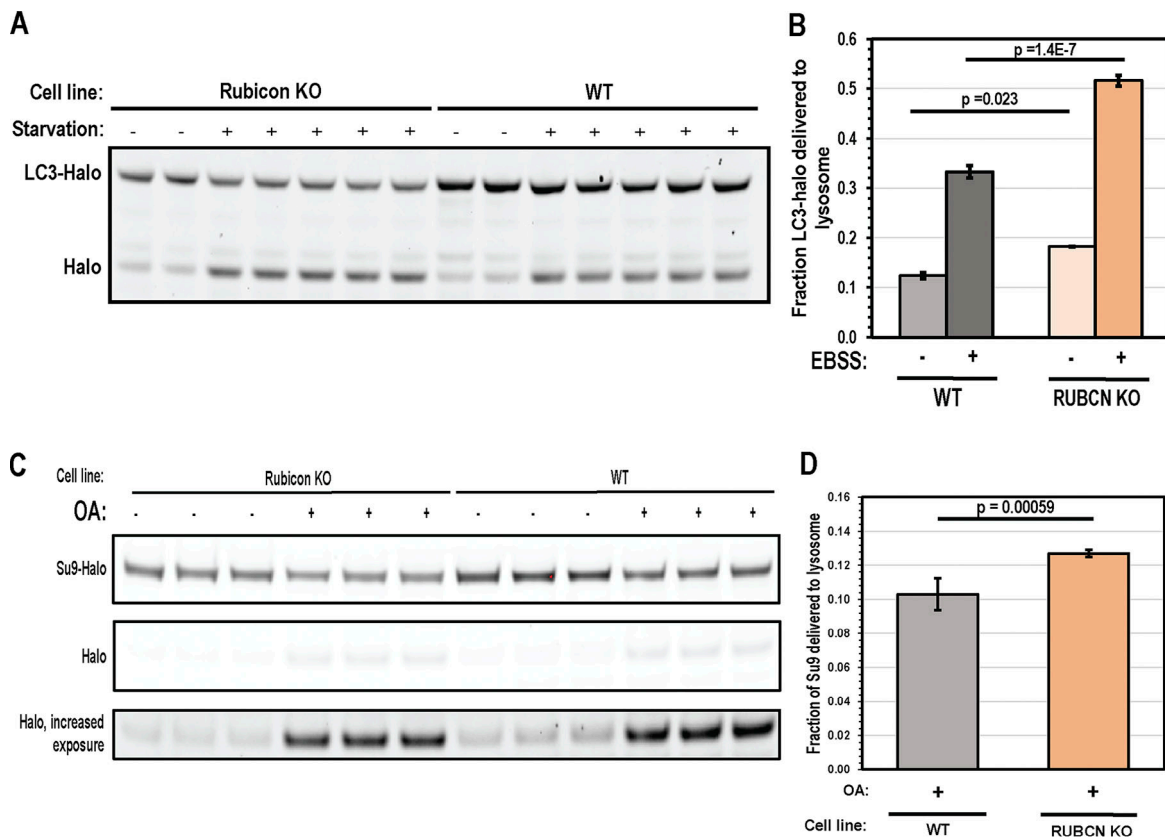 A
Cell line:
Rubicon KO
WT
Starvation:
- - + + + + + - - + + + + +
LC3-Halo
Halo
B
Fraction LC3-halo delivered to
lysosome
0.6
0.5
0.4
0.3
0.2
0.1
0.0
p =1.4E-7
p =0.023
EBSS: - + - +
WT
RUBCN KO
C
Cell line:
Rubicon KO
WT
OA: - - - + + + - - - + + +
Su9-Halo
Halo
Halo, increased
exposure
D
Fraction of Su9 delivered to lysosome
0.16
0.14
0.12
0.10
0.08
0.06
0.04
0.02
0.00
p = 0.00059
OA: + +
Cell line: WT RUBCN KO